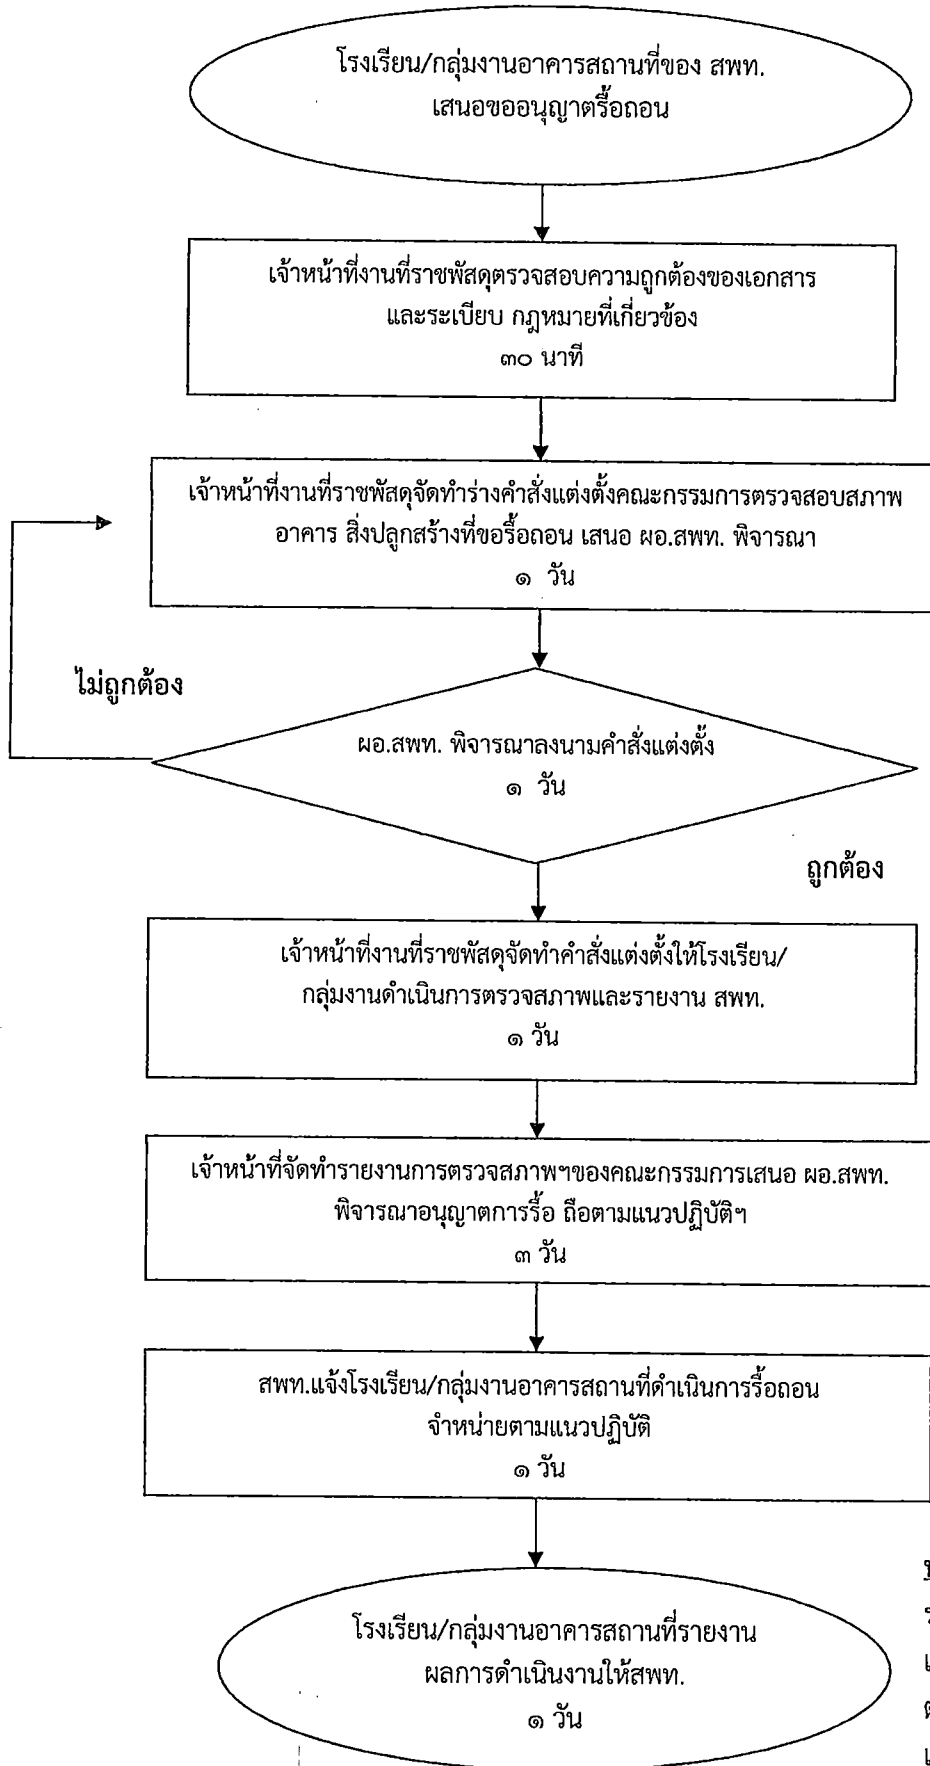 โรงเรียน/กลุ่มงานอาคารสถานที่ของ สพท.
เสนอขออนุญาตรื้อถอน
เจ้าหน้าที่งานที่ราชพัสดุตรวจสอบความถูกต้องของเอกสาร
และระเบียบ กฎหมายที่เกี่ยวข้อง
๓๐ นาที
เจ้าหน้าที่งานที่ราชพัสดุจัดทำร่างคำสั่งแต่งตั้งคณะกรรมการตรวจสอบสภาพ
อาคาร สิ่งปลูกสร้างที่ขอรื้อถอน เสนอ ผอ.สพท. พิจารณา
๑ วัน
ไม่ถูกต้อง
ผอ.สพท. พิจารณาลงนามคำสั่งแต่งตั้ง
๑ วัน
ถูกต้อง
เจ้าหน้าที่งานที่ราชพัสดุจัดทำคำสั่งแต่งตั้งให้โรงเรียน/
กลุ่มงานดำเนินการตรวจสภาพและรายงาน สพท.
๑ วัน
เจ้าหน้าที่จัดทำรายงานการตรวจสภาพฯของคณะกรรมการเสนอ ผอ.สพท.
พิจารณาอนุญาตการรื้อ ถือตามแนวปฏิบัติฯ
๓ วัน
สพท.แจ้งโรงเรียน/กลุ่มงานอาคารสถานที่ดำเนินการรื้อถอน
จำหน่ายตามแนวปฏิบัติ
๑ วัน
โรงเรียน/กลุ่มงานอาคารสถานที่รายงาน
ผลการดำเนินงานให้สพท.
๑ วัน